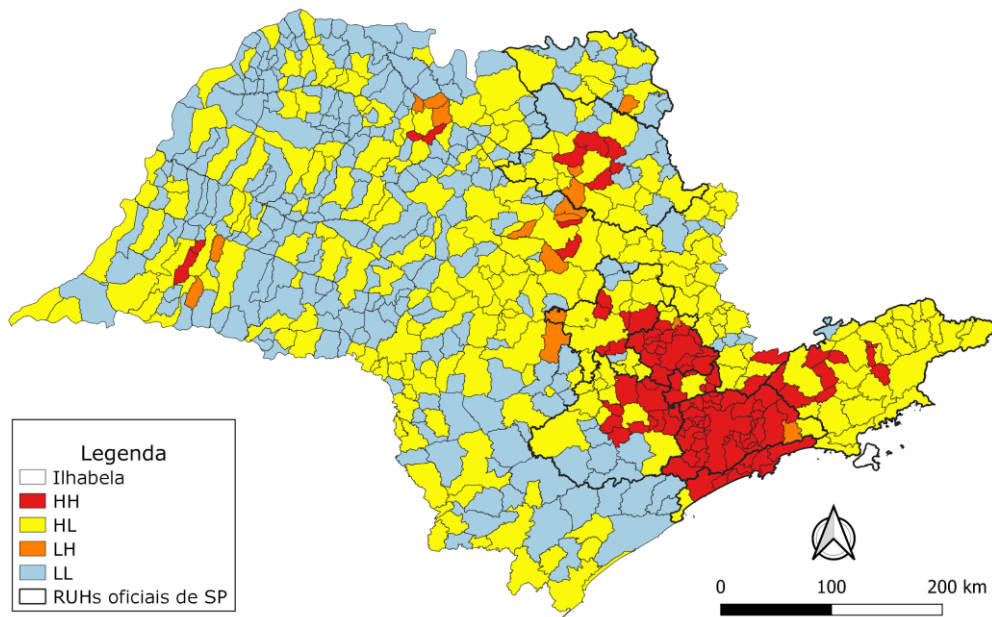 Legenda
Ilhabela
HH
HL
LH
LL
RUHs oficiais de SP
0 100 200 km